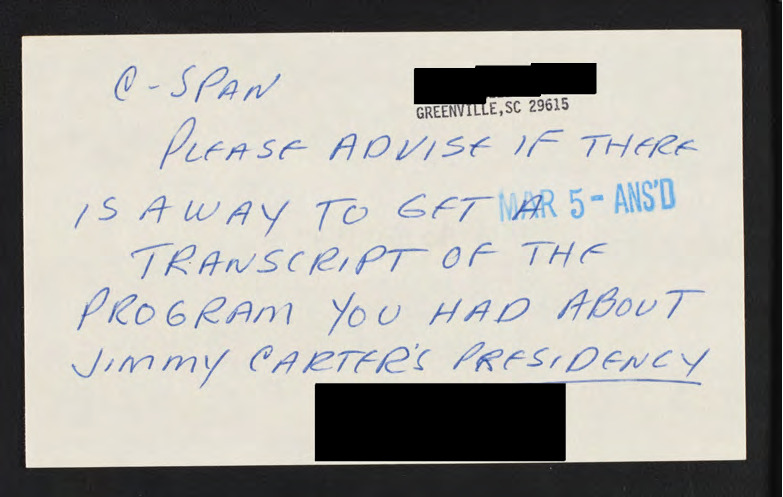 C-SPAN
GREENVILLE, SC 29615
PLEASE ADVISE IF THERE
IS A WAY TO GET A
MAR 5 - ANS'D
TRANSCRIPT OF THE
PROGRAM YOU HAD ABOUT
JIMMY CARTER'S PRESIDENCY